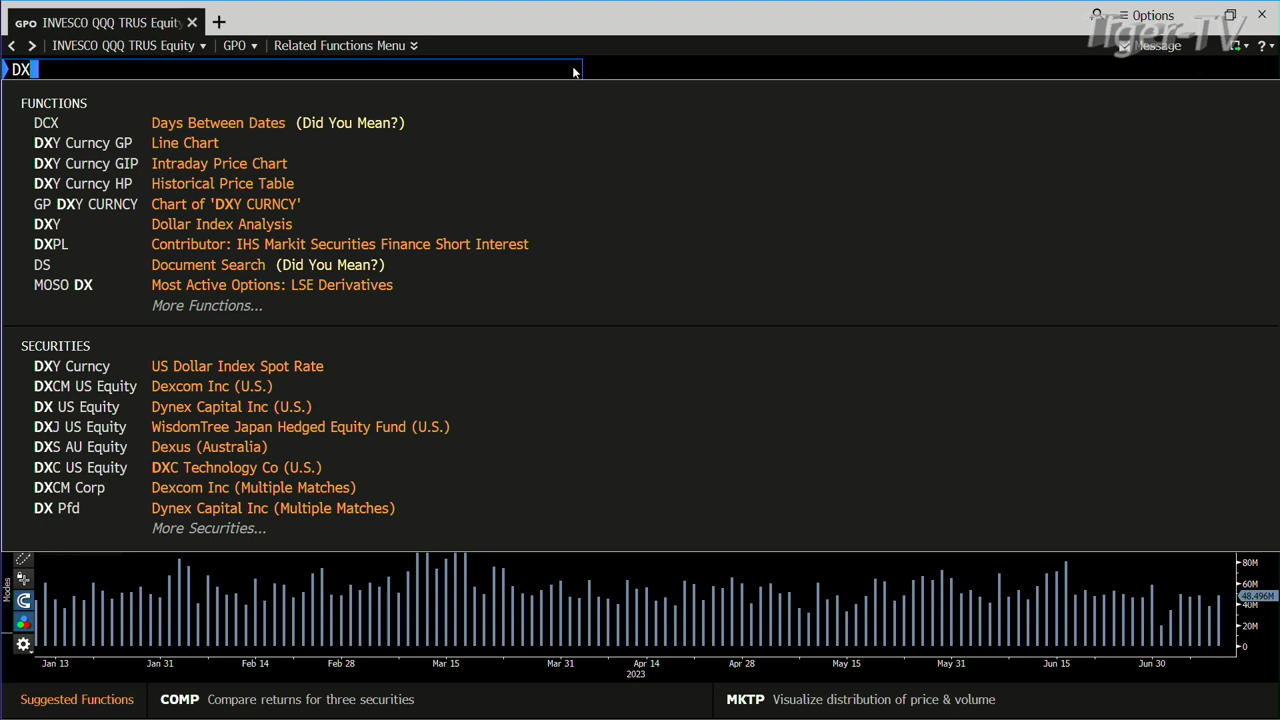 GPO INVESCO QQQ TRUS Equity
Options
INVESCO QQQ TRUS Equity GPO Related Functions Menu Message ?
Tiger-TV
DX
FUNCTIONS
DCX Days Between Dates (Did You Mean?)
DXY Curncy GP Line Chart
DXY Curncy GIP Intraday Price Chart
DXY Curncy HP Historical Price Table
GP DXY CURNCY Chart of 'DXY CURNCY'
DXY Dollar Index Analysis
DXPL Contributor: IHS Markit Securities Finance Short Interest
DS Document Search (Did You Mean?)
MOSO DX Most Active Options: LSE Derivatives
More Functions...
SECURITIES
DXY Curncy US Dollar Index Spot Rate
DXCM US Equity Dexcom Inc (U.S.)
DX US Equity Dynex Capital Inc (U.S.)
DXJ US Equity WisdomTree Japan Hedged Equity Fund (U.S.)
DXS AU Equity Dexus (Australia)
DXC US Equity DXC Technology Co (U.S.)
DXCM Corp Dexcom Inc (Multiple Matches)
DX Pfd Dynex Capital Inc (Multiple Matches)
More Securities...
Modes
80M
60M
48.496M
40M
20M
0
Jan 13 Jan 31 Feb 14 Feb 28 Mar 15 Mar 31 Apr 14 Apr 28 May 15 May 31 Jun 15 Jun 30
2023
Suggested Functions COMP Compare returns for three securities MKTP Visualize distribution of price & volume